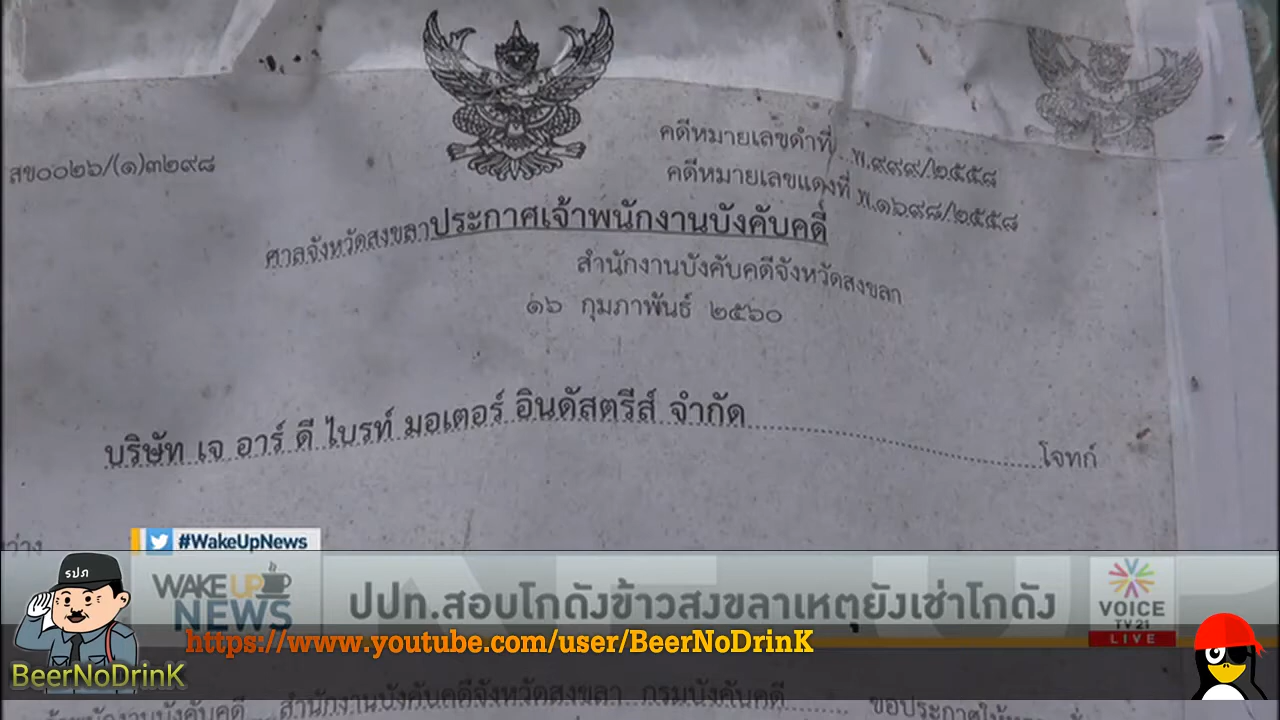 สข๐๐๒๖/(๑)๓๒๙๘
คดีหมายเลขดำที่...พ.๙๙๙/๒๕๕๘
คดีหมายเลขแดงที่ พ.๑๖๙๘/๒๕๕๘
ศาลจังหวัดสงขลาประกาศเจ้าพนักงานบังคับคดี
สำนักงานบังคับคดีจังหวัดสงขลา
๑๖ กุมภาพันธ์ ๒๕๖๐
บริษัท เจ อาร์ ดี ไบรท์ มอเตอร์ อินดัสตรีส์ จำกัด โจทก์
#WakeUpNews
WAKE UP
NEWS
ปปท.สอบโกดังข้าวสงขลาเหตุยังเช่าโกดัง
VOICE
TV 21
LIVE
รปภ
https://www.youtube.com/user/BeerNoDrinK
BeerNoDrinK
สำนักงานบังคับคดีจังหวัดสงขลา กรมบังคับคดี